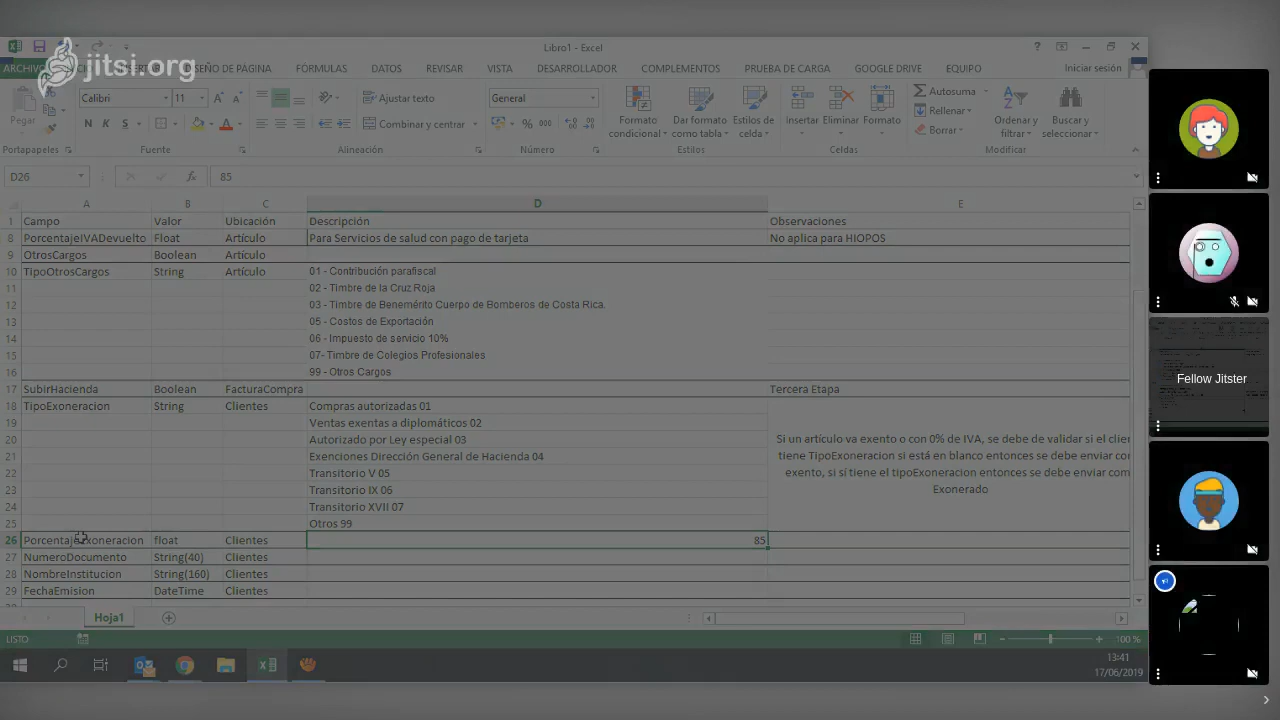 jitsi.org
Libro1 - Excel
ARCHIVO
DISEÑO DE PÁGINA FÓRMULAS DATOS REVISAR VISTA DESARROLLADOR COMPLEMENTOS PRUEBA DE CARGA GOOGLE DRIVE EQUIPO Iniciar sesión
Pegar
Calibri 11
Ajustar texto
General
Autosuma
Rellenar
Borrar
N K S
Combinar y centrar
% 000
Formato condicional
Dar formato como tabla
Estilos de celda
Insertar Eliminar Formato
Ordenar y filtrar
Buscar y seleccionar
Portapapeles Fuente Alineación Número Estilos Celdas Modificar
D26 fx 85
A B C D E
1 Campo Valor Ubicación Descripción Observaciones
8 PorcentajeIVADevuelto Float Artículo Para Servicios de salud con pago de tarjeta No aplica para HIOPOS
9 OtrosCargos Boolean Artículo
10 TipoOtrosCargos String Artículo 01 - Contribución parafiscal
11 02 - Timbre de la Cruz Roja
12 03 - Timbre de Benemérito Cuerpo de Bomberos de Costa Rica.
13 05 - Costos de Exportación
14 06 - Impuesto de servicio 10%
15 07- Timbre de Colegios Profesionales
16 99 - Otros Cargos
17 SubirHacienda Boolean FacturaCompra Tercera Etapa
18 TipoExoneracion String Clientes Compras autorizadas 01
19 Ventas exentas a diplomáticos 02
20 Autorizado por Ley especial 03
21 Exenciones Dirección General de Hacienda 04
22 Transitorio V 05
23 Transitorio IX 06
24 Transitorio XVII 07
25 Otros 99
Si un artículo va exento o con 0% de IVA, se debe de validar si el clien
tiene TipoExoneracion si está en blanco entonces se debe enviar con
exento, si sí tiene el tipoExoneracion entonces se debe enviar com
Exonerado
26 PorcentajeExoneracion float Clientes 85
27 NumeroDocumento String(40) Clientes
28 NombreInstitucion String(160) Clientes
29 FechaEmision DateTime Clientes
Hoja1
LISTO 100 %
13:41
17/06/2019
Fellow Jitster